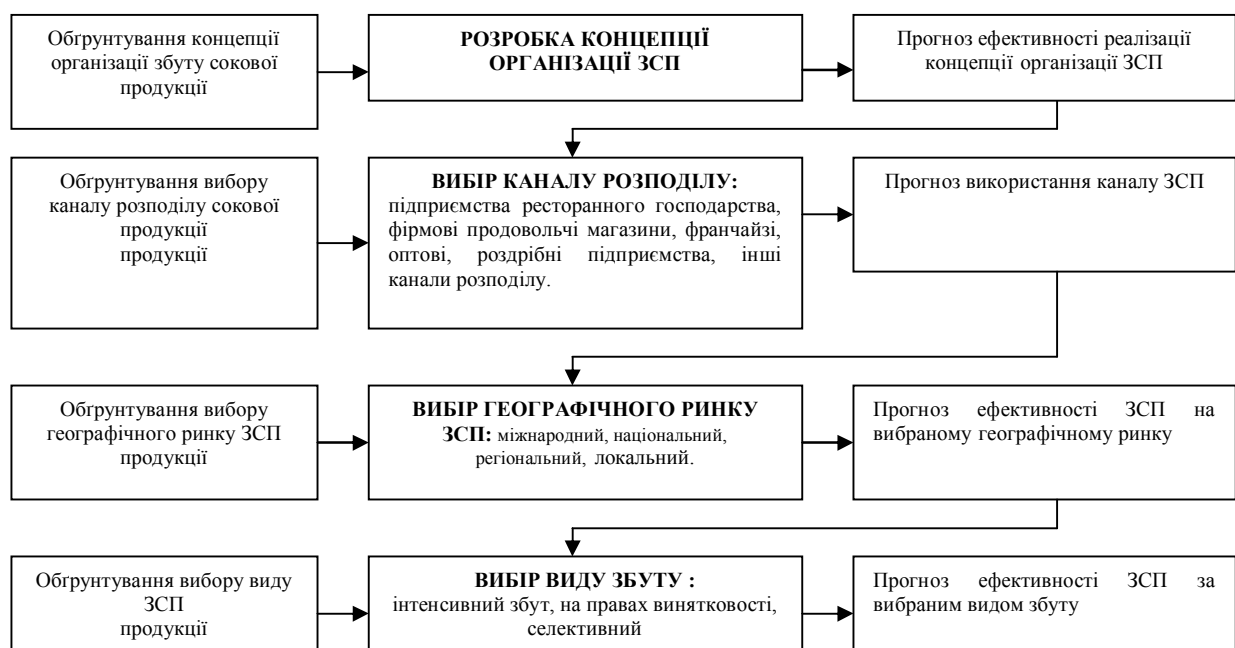 Обґрунтування концепції
організації збуту сокової
продукції
РОЗРОБКА КОНЦЕПЦІЇ
ОРГАНІЗАЦІЇ ЗСП
Прогноз ефективності реалізації
концепції організації ЗСП
Обґрунтування вибору
каналу розподілу сокової
продукції
продукції
ВИБІР КАНАЛУ РОЗПОДІЛУ:
підприємства ресторанного господарства,
фірмові продовольчі магазини, франчайзі,
оптові, роздрібні підприємства, інші
канали розподілу.
Прогноз використання каналу ЗСП
Обґрунтування вибору
географічного ринку ЗСП
продукції
ВИБІР ГЕОГРАФІЧНОГО РИНКУ
ЗСП: міжнародний, національний,
регіональний, локальний.
Прогноз ефективності ЗСП на
вибраному географічному ринку
Обґрунтування вибору виду
ЗСП
продукції
ВИБІР ВИДУ ЗБУТУ :
інтенсивний збут, на правах винятковості,
селективний
Прогноз ефективності ЗСП за
вибраним видом збуту